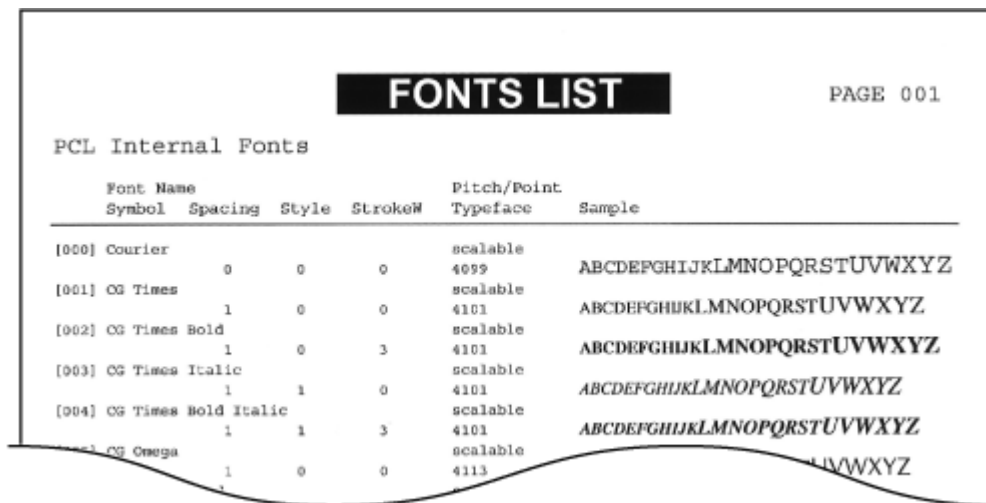 FONTS LIST
PAGE 001
PCL Internal Fonts
Font Name Pitch/Point
Symbol Spacing Style StrokeW Typeface Sample
[000] Courier scalable
0 0 0 4099 ABCDEFGHIJKLMNOPQRSTUVWXYZ
[001] CG Times scalable
1 0 0 4101 ABCDEFGHIJKLMNOPQRSTUVWXYZ
[002] CG Times Bold scalable
1 0 3 4101 ABCDEFGHIJKLMNOPQRSTUVWXYZ
[003] CG Times Italic scalable
1 1 0 4101 ABCDEFGHIJKLMNOPQRSTUVWXYZ
[004] CG Times Bold Italic scalable
1 1 3 4101 ABCDEFGHIJKLMNOPQRSTUVWXYZ
CG Omega scalable
1 0 0 4113 UVWXYZ